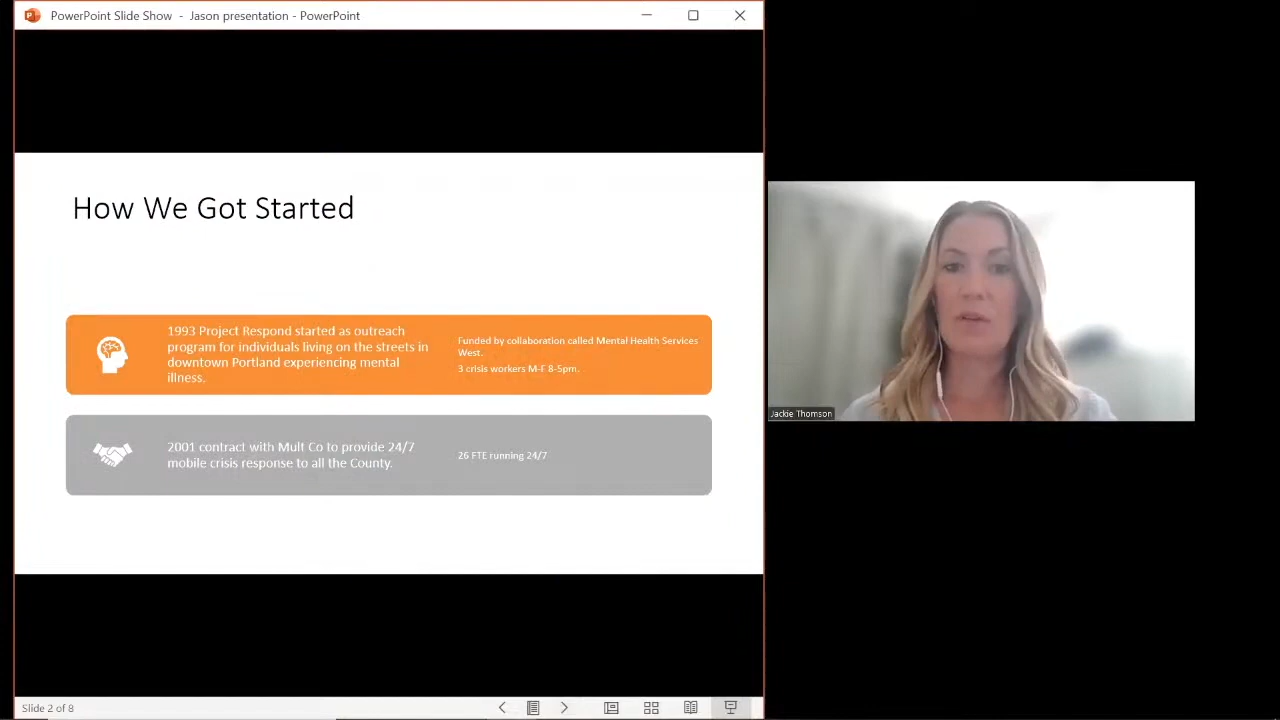 PowerPoint Slide Show - Jason presentation - PowerPoint
How We Got Started
1993 Project Respond started as outreach
program for individuals living on the streets in
downtown Portland experiencing mental
illness.
Funded by collaboration called Mental Health Services
West.
3 crisis workers M-F 8-5pm.
2001 contract with Mult Co to provide 24/7
mobile crisis response to all the County.
26 FTE running 24/7
Jackie Thomson
Slide 2 of 8